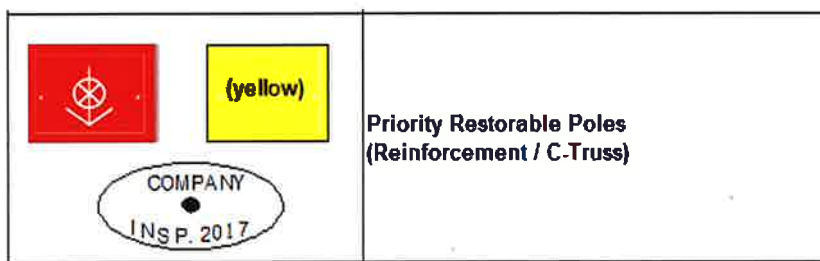 (yellow)
COMPANY
INSP. 2017
Priority Restorable Poles
(Reinforcement / C-Truss)